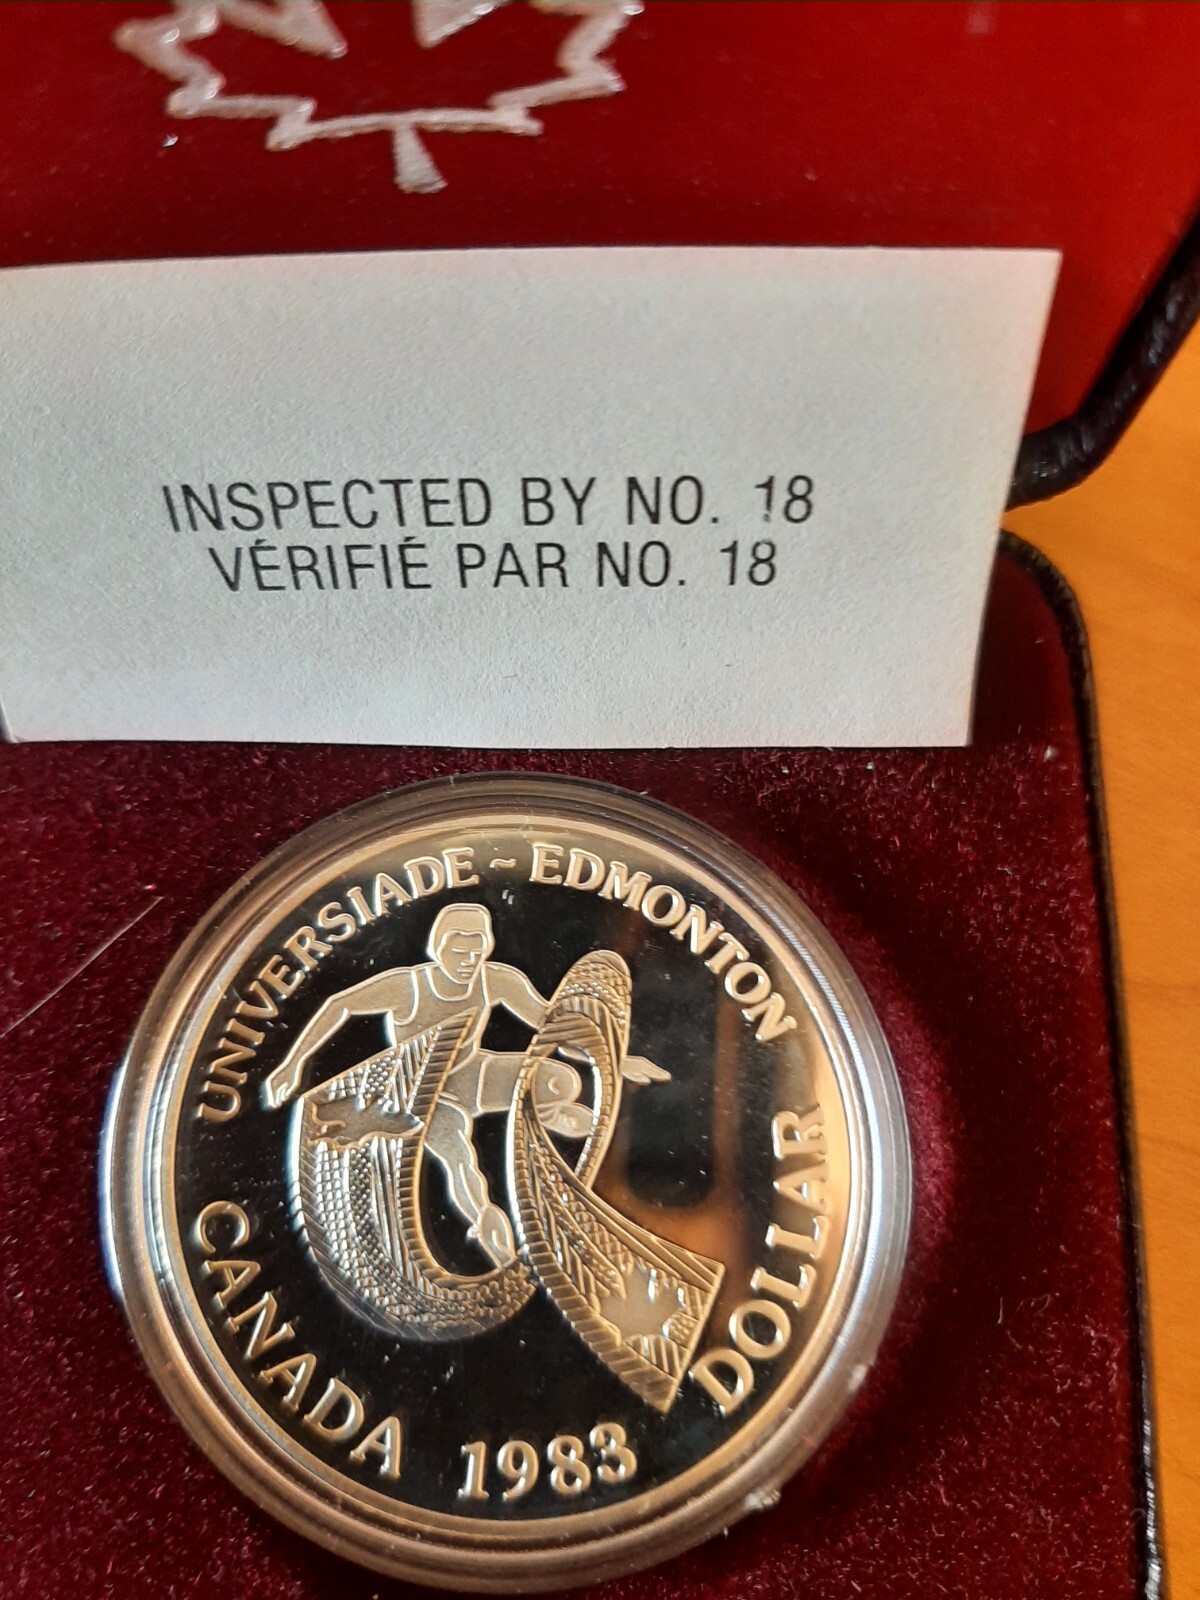 INSPECTED BY NO. 18
VÉRIFIÉ PAR NO. 18
UNIVERSIADE ~ EDMONTON
CANADA 1983 DOLLAR